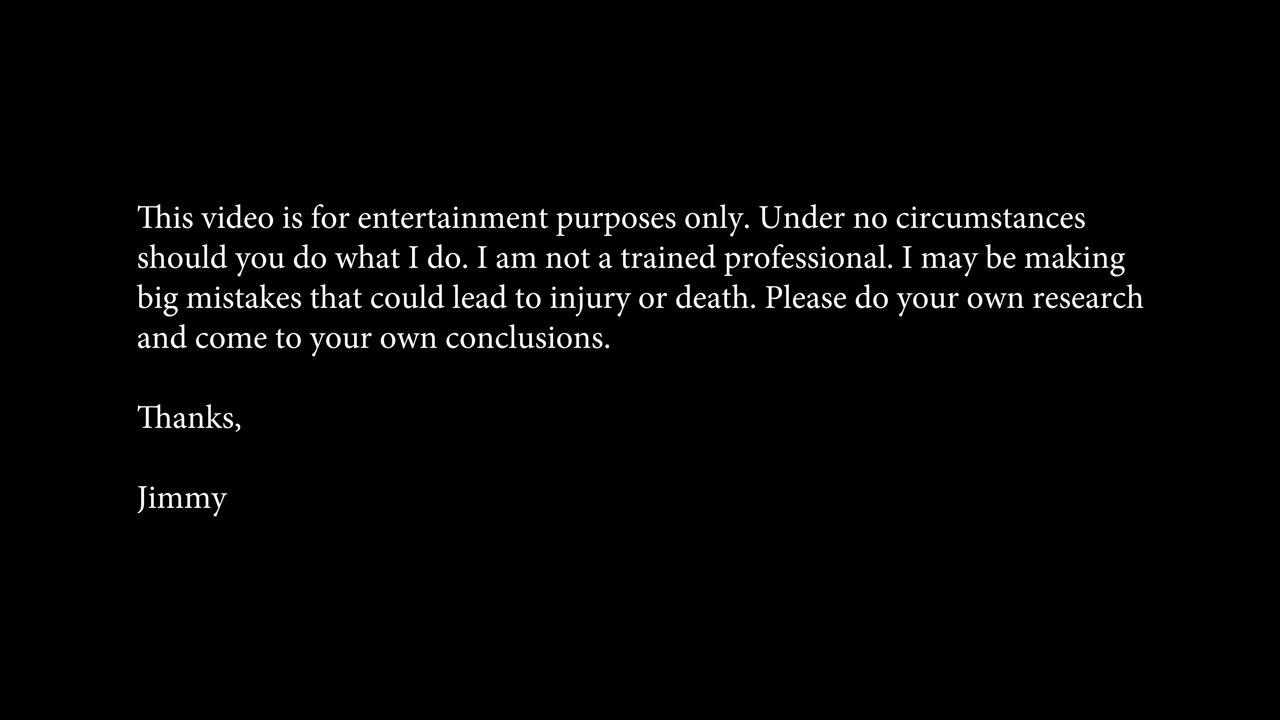 This video is for entertainment purposes only. Under no circumstances
should you do what I do. I am not a trained professional. I may be making
big mistakes that could lead to injury or death. Please do your own research
and come to your own conclusions.
Thanks,
Jimmy